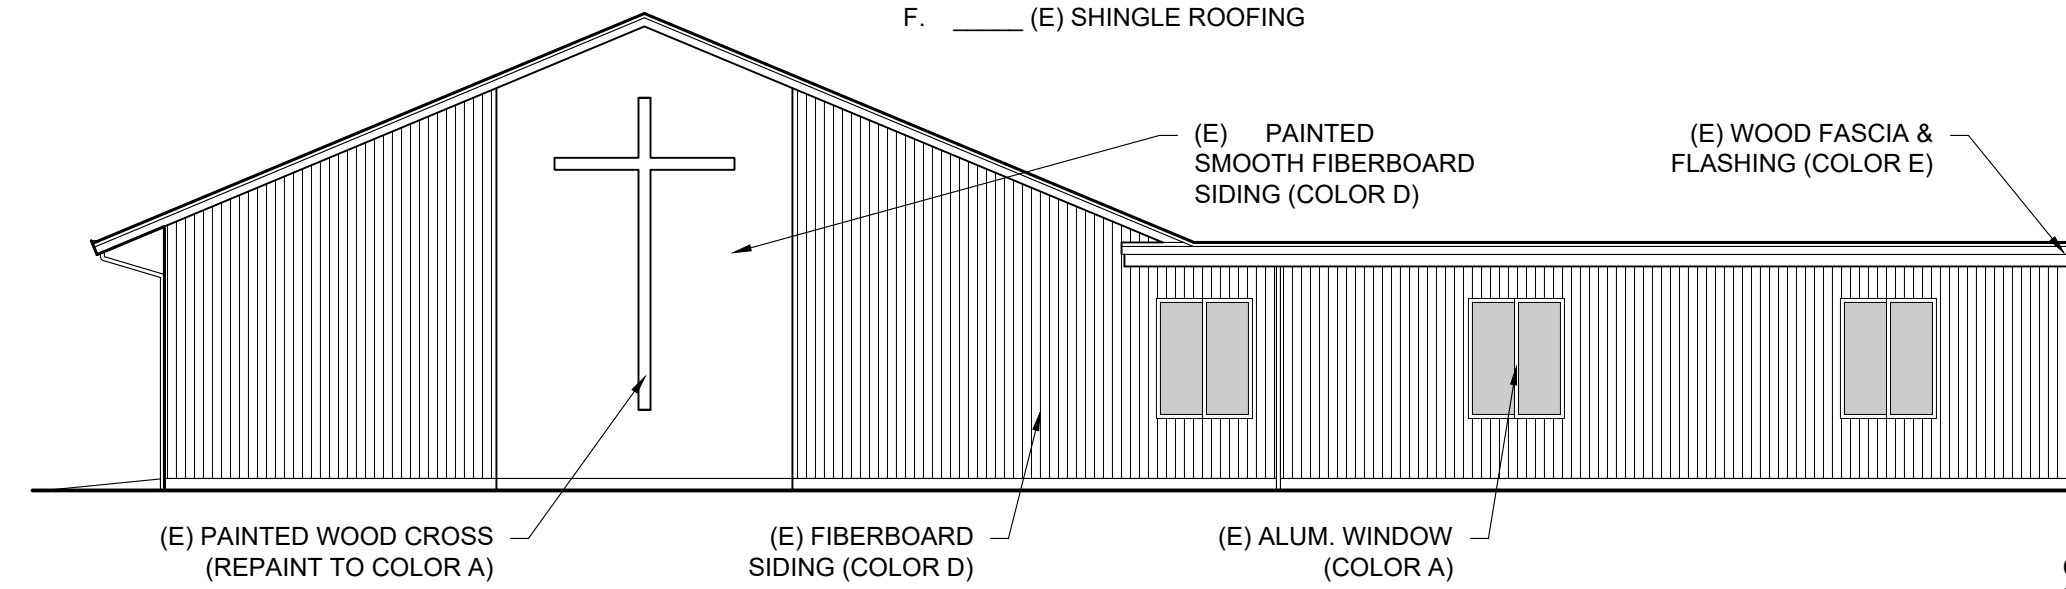 F. _____ (E) SHINGLE ROOFING
(E) PAINTED
SMOOTH FIBERBOARD
SIDING (COLOR D)
(E) WOOD FASCIA &
FLASHING (COLOR E)
(E) PAINTED WOOD CROSS
(REPAINT TO COLOR A)
(E) FIBERBOARD
SIDING (COLOR D)
(E) ALUM. WINDOW
(COLOR A)